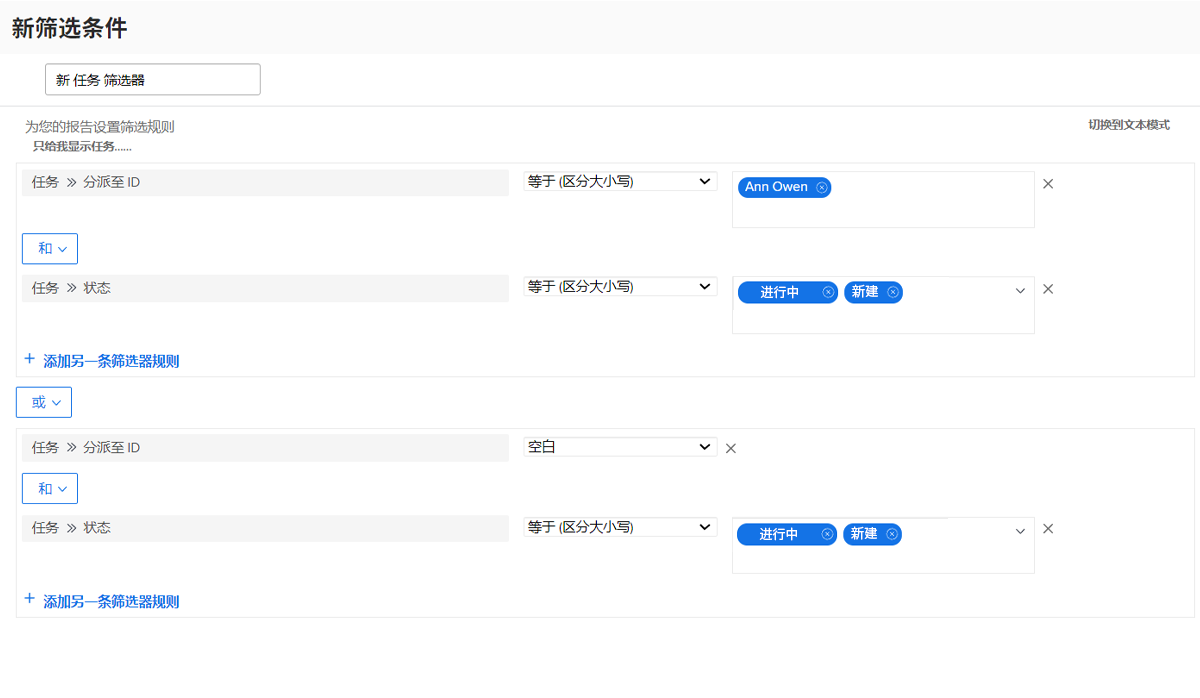 新筛选条件
新 任务 筛选器
为您的报告设置筛选规则
切换到文本模式
只给我显示任务......
任务 » 分派至 ID 等于 (区分大小写) Ann Owen
和
任务 » 状态 等于 (区分大小写) 进行中 新建
+ 添加另一条筛选器规则
或
任务 » 分派至 ID 空白
和
任务 » 状态 等于 (区分大小写) 进行中 新建
+ 添加另一条筛选器规则